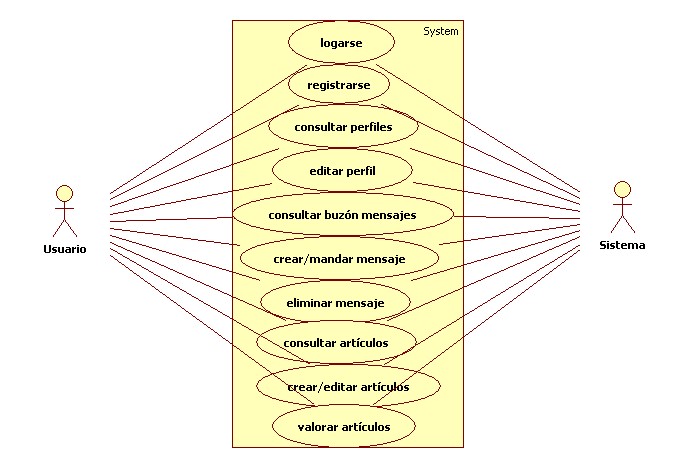 System
logarse
registrarse
consultar perfiles
editar perfil
consultar buzón mensajes
crear/mandar mensaje
eliminar mensaje
consultar artículos
crear/editar artículos
valorar artículos
Usuario
Sistema